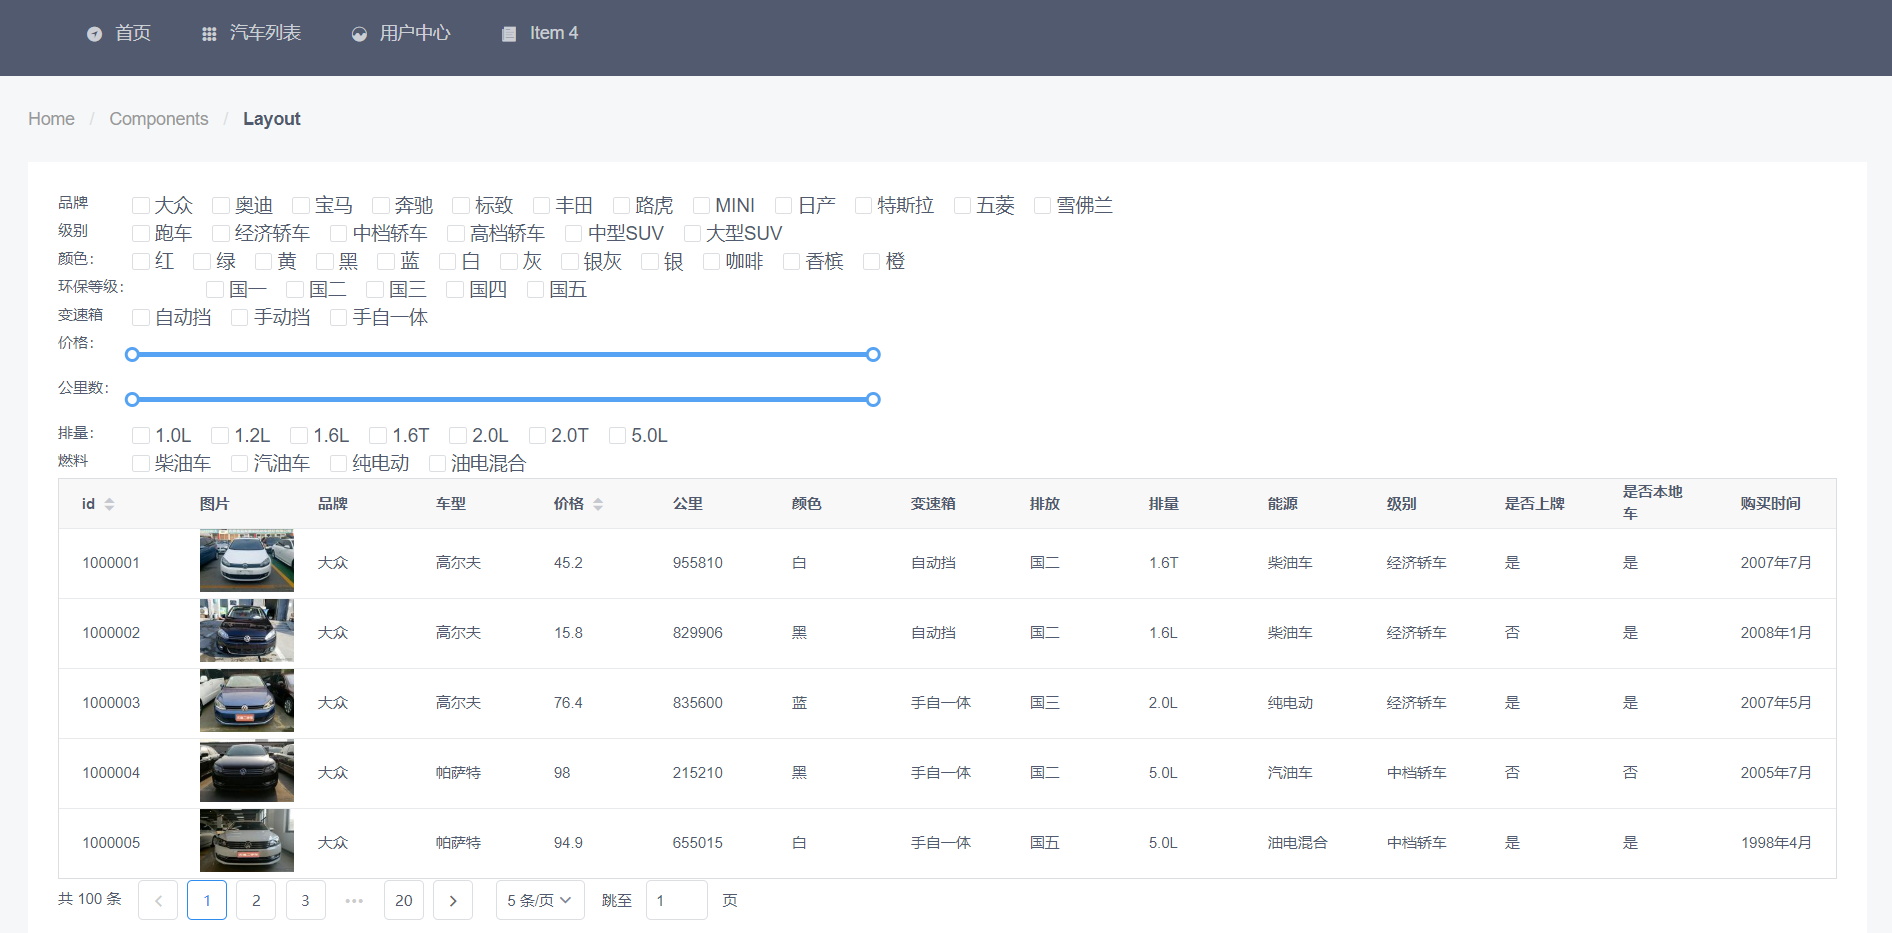 首页 汽车列表 用户中心 Item 4
Home / Components / Layout
品牌 大众 奥迪 宝马 奔驰 标致 丰田 路虎 MINI 日产 特斯拉 五菱 雪佛兰
级别 跑车 经济轿车 中档轿车 高档轿车 中型SUV 大型SUV
颜色: 红 绿 黄 黑 蓝 白 灰 银灰 银 咖啡 香槟 橙
环保等级: 国一 国二 国三 国四 国五
变速箱 自动挡 手动挡 手自一体
价格:
公里数:
排量: 1.0L 1.2L 1.6L 1.6T 2.0L 2.0T 5.0L
燃料 柴油车 汽油车 纯电动 油电混合
id 图片 品牌 车型 价格 公里 颜色 变速箱 排放 排量 能源 级别 是否上牌 是否本地车 购买时间
1000001 大众 高尔夫 45.2 955810 白 自动挡 国二 1.6T 柴油车 经济轿车 是 是 2007年7月
1000002 大众 高尔夫 15.8 829906 黑 自动挡 国二 1.6L 柴油车 经济轿车 否 是 2008年1月
1000003 大众 高尔夫 76.4 835600 蓝 手自一体 国三 2.0L 纯电动 经济轿车 是 是 2007年5月
1000004 大众 帕萨特 98 215210 黑 手自一体 国二 5.0L 汽油车 中档轿车 否 否 2005年7月
1000005 大众 帕萨特 94.9 655015 白 手自一体 国五 5.0L 油电混合 中档轿车 是 是 1998年4月
共 100 条 1 2 3 ••• 20 5 条/页 跳至 1 页